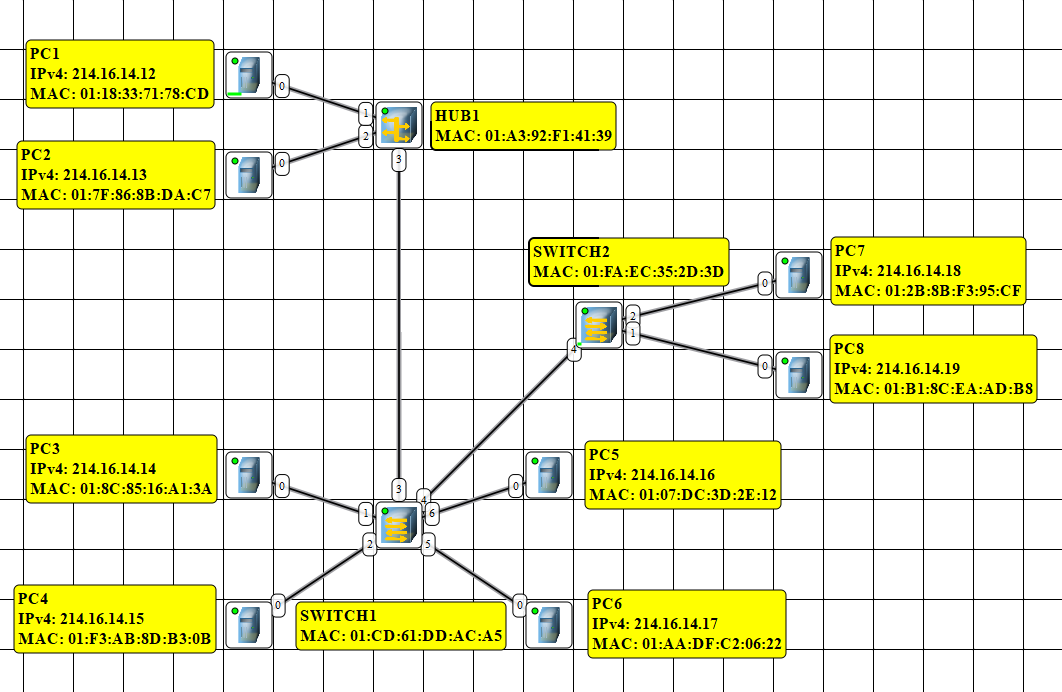 PC1
IPv4: 214.16.14.12
MAC: 01:18:33:71:78:CD
0
1
HUB1
MAC: 01:A3:92:F1:41:39
2
3
PC2
IPv4: 214.16.14.13
MAC: 01:7F:86:8B:DA:C7
0
SWITCH2
MAC: 01:FA:EC:35:2D:3D
2
1
4
PC7
IPv4: 214.16.14.18
MAC: 01:2B:8B:F3:95:CF
0
PC8
IPv4: 214.16.14.19
MAC: 01:B1:8C:EA:AD:B8
0
PC3
IPv4: 214.16.14.14
MAC: 01:8C:85:16:A1:3A
0
3
4
1
6
2
5
0
PC5
IPv4: 214.16.14.16
MAC: 01:07:DC:3D:2E:12
PC4
IPv4: 214.16.14.15
MAC: 01:F3:AB:8D:B3:0B
0
SWITCH1
MAC: 01:CD:61:DD:AC:A5
0
PC6
IPv4: 214.16.14.17
MAC: 01:AA:DF:C2:06:22